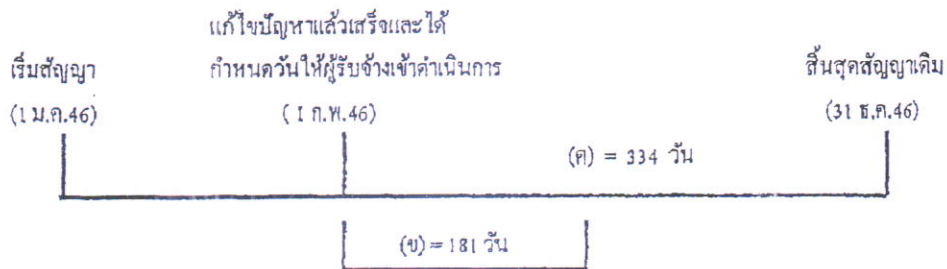 แก้ไขปัญหาแล้วเสร็จและได้
เริ่มสัญญา กำหนดวันให้ผู้รับจ้างเข้าดำเนินการ สิ้นสุดสัญญาเดิม
(1 ม.ค.46) (1 ก.พ.46) (31 ธ.ค.46)
(ค) = 334 วัน
(ข) = 181 วัน